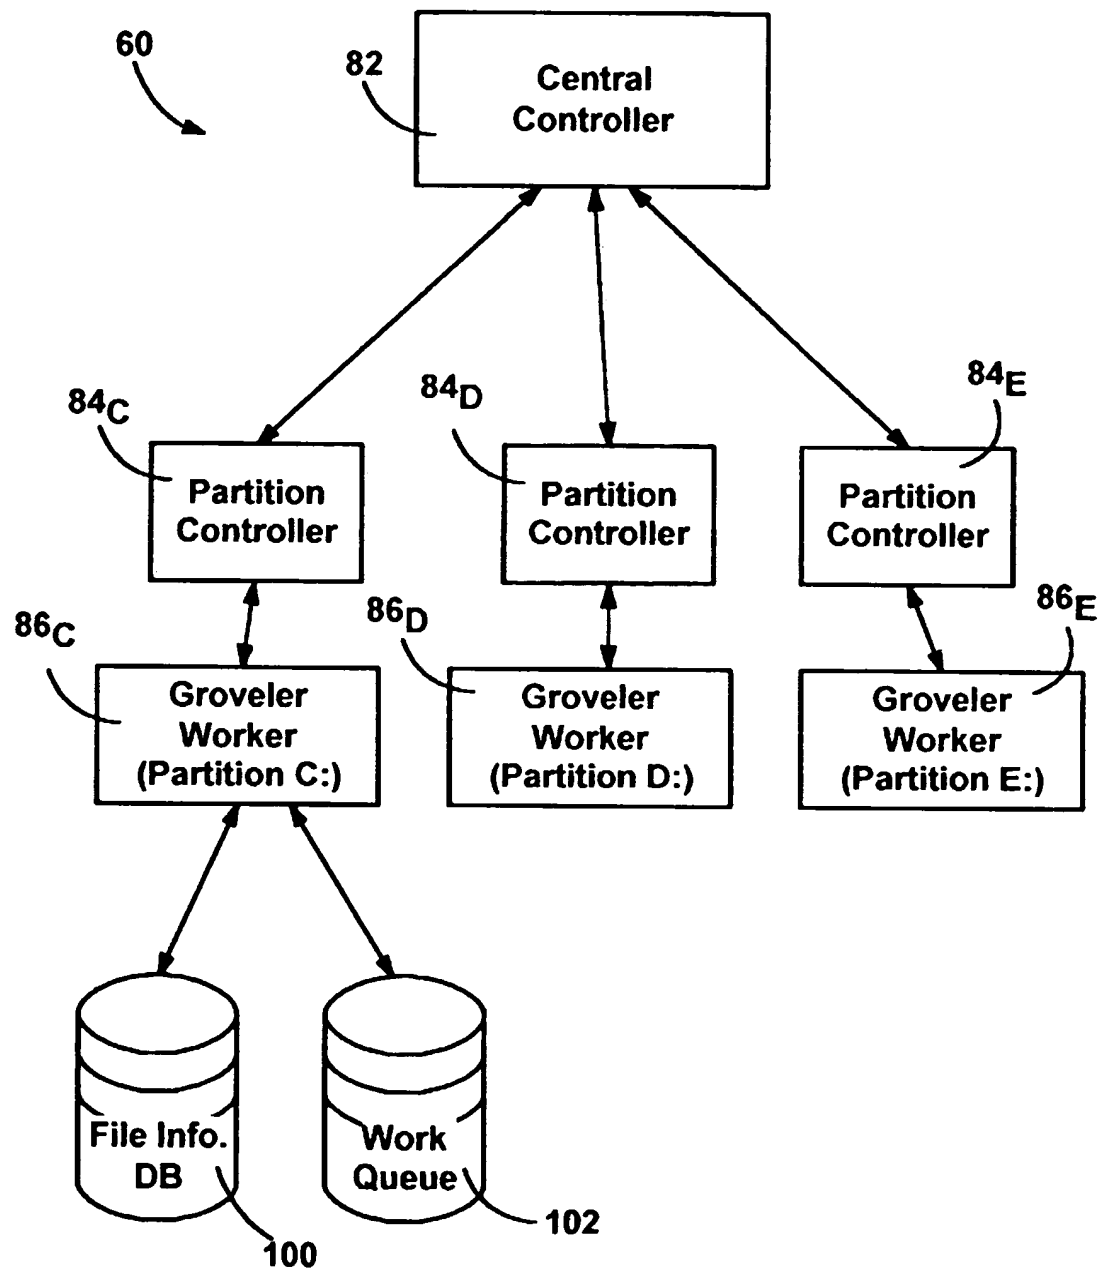 60
82
Central
Controller
84C
84D
84E
Partition
Controller
Partition
Controller
Partition
Controller
86C
86D
86E
Groveler
Worker
(Partition C:)
Groveler
Worker
(Partition D:)
Groveler
Worker
(Partition E:)
File Info.
DB
Work
Queue
100
102